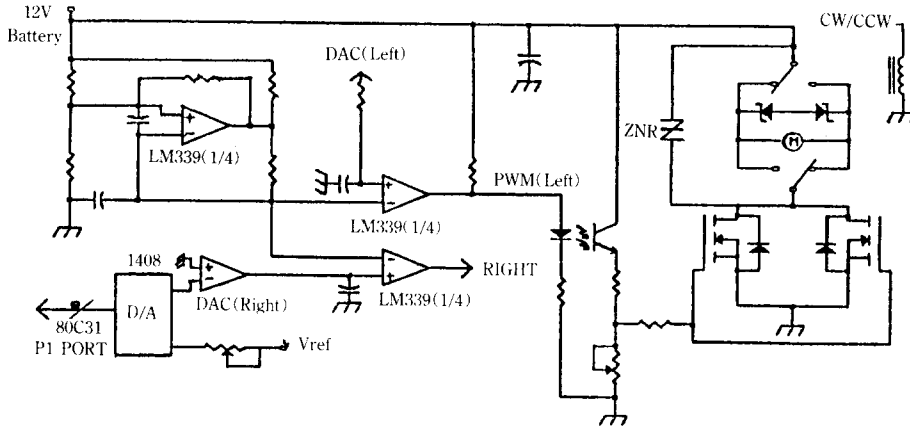 12V
Battery
CW/CCW
DAC(Left)
ZNR
M
LM339(1/4)
PWM(Left)
LM339(1/4)
1408
D/A
DAC(Right)
RIGHT
LM339(1/4)
80C31
P1 PORT
Vref